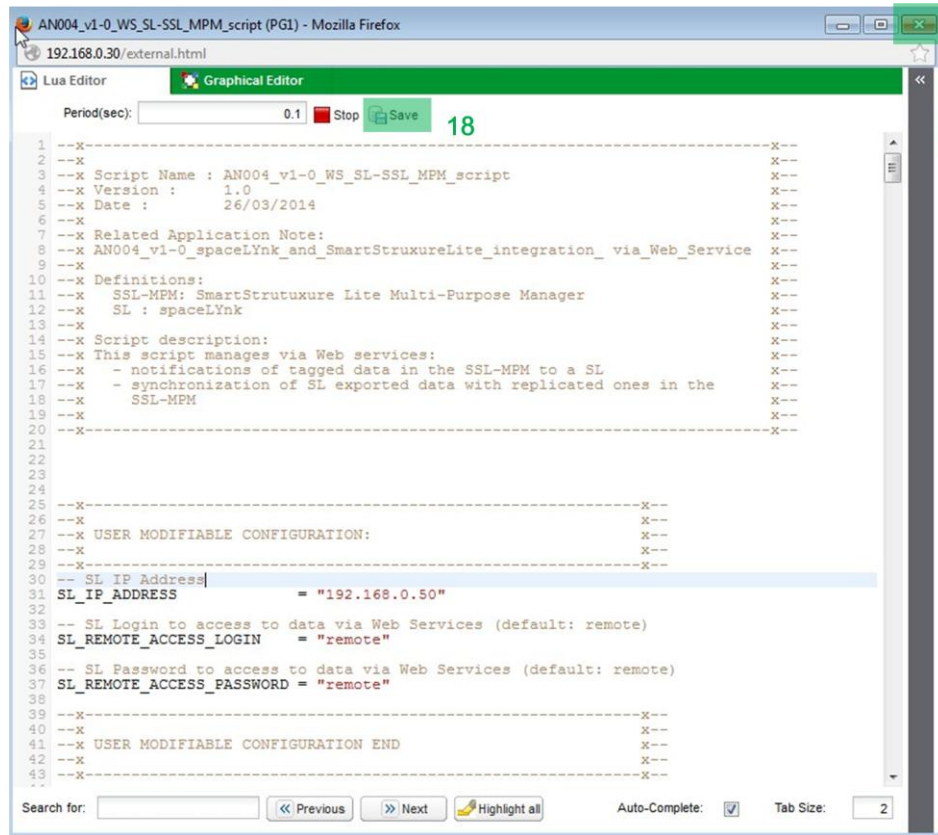 AN004_v1-0_WS_SL-SSL_MPM_script (PG1) - Mozilla Firefox
192.168.0.30/external.html
Lua Editor Graphical Editor «
Period(sec): 0.1 Stop Save 18
1 --x--------------------------------------------------------------------------x--
2 --x x--
3 --x Script Name : AN004_v1-0_WS_SL-SSL_MPM_script x--
4 --x Version : 1.0 x--
5 --x Date : 26/03/2014 x--
6 --x x--
7 --x Related Application Note: x--
8 --x AN004_v1-0_spaceLYnk_and_SmartStruxureLite_integration_ via_Web_Service x--
9 --x x--
10 --x Definitions: x--
11 --x SSL-MPM: SmartStrutuxure Lite Multi-Purpose Manager x--
12 --x SL : spaceLYnk x--
13 --x x--
14 --x Script description: x--
15 --x This script manages via Web services: x--
16 --x - notifications of tagged data in the SSL-MPM to a SL x--
17 --x - synchronization of SL exported data with replicated ones in the x--
18 --x SSL-MPM x--
19 --x x--
20 --x--------------------------------------------------------------------------x--
21
22
23
24
25 --x------------------------------------------------------------x--
26 --x x--
27 --x USER MODIFIABLE CONFIGURATION: x--
28 --x x--
29 --x------------------------------------------------------------x--
30 -- SL IP Address
31 SL_IP_ADDRESS = "192.168.0.50"
32
33 -- SL Login to access to data via Web Services (default: remote)
34 SL_REMOTE_ACCESS_LOGIN = "remote"
35
36 -- SL Password to access to data via Web Services (default: remote)
37 SL_REMOTE_ACCESS_PASSWORD = "remote"
38
39 --x------------------------------------------------------------x--
40 --x x--
41 --x USER MODIFIABLE CONFIGURATION END x--
42 --x x--
43 --x------------------------------------------------------------x--
Search for: « Previous » Next Highlight all Auto-Complete: Tab Size: 2